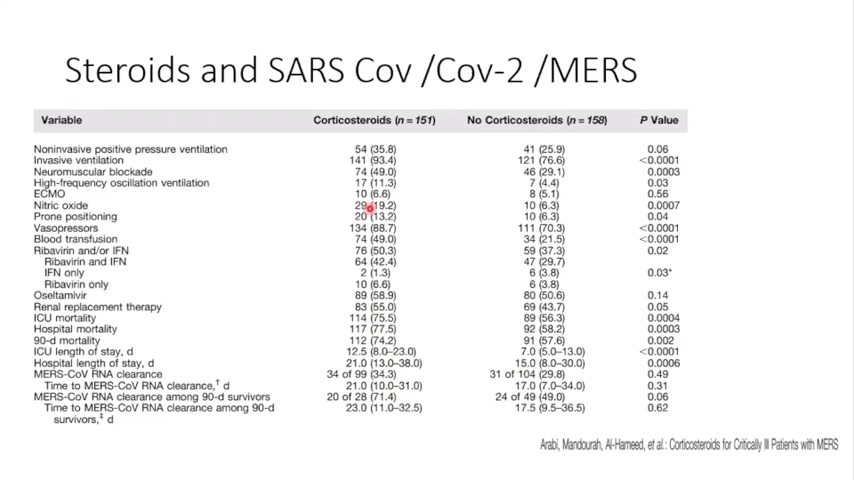 Steroids and SARS Cov /Cov-2 /MERS
Variable Corticosteroids (n = 151) No Corticosteroids (n = 158) P Value
Noninvasive positive pressure ventilation 54 (35.8) 41 (25.9) 0.06
Invasive ventilation 141 (93.4) 121 (76.6) <0.0001
Neuromuscular blockade 74 (49.0) 46 (29.1) 0.0003
High-frequency oscillation ventilation 17 (11.3) 7 (4.4) 0.03
ECMO 10 (6.6) 8 (5.1) 0.56
Nitric oxide 29 (19.2) 10 (6.3) 0.0007
Prone positioning 20 (13.2) 10 (6.3) 0.04
Vasopressors 134 (88.7) 111 (70.3) <0.0001
Blood transfusion 74 (49.0) 34 (21.5) <0.0001
Ribavirin and/or IFN 76 (50.3) 59 (37.3) 0.02
Ribavirin and IFN 64 (42.4) 47 (29.7)
IFN only 2 (1.3) 6 (3.8) 0.03*
Ribavirin only 10 (6.6) 6 (3.8)
Oseltamivir 89 (58.9) 80 (50.6) 0.14
Renal replacement therapy 83 (55.0) 69 (43.7) 0.05
ICU mortality 114 (75.5) 89 (56.3) 0.0004
Hospital mortality 117 (77.5) 92 (58.2) 0.0003
90-d mortality 112 (74.2) 91 (57.6) 0.002
ICU length of stay, d 12.5 (8.0–23.0) 7.0 (5.0–13.0) <0.0001
Hospital length of stay, d 21.0 (13.0–38.0) 15.0 (8.0–30.0) 0.0006
MERS-CoV RNA clearance 34 of 99 (34.3) 31 of 104 (29.8) 0.49
Time to MERS-CoV RNA clearance,† d 21.0 (10.0–31.0) 17.0 (7.0–34.0) 0.31
MERS-CoV RNA clearance among 90-d survivors 20 of 28 (71.4) 24 of 49 (49.0) 0.06
Time to MERS-CoV RNA clearance among 90-d 23.0 (11.0–32.5) 17.5 (9.5–36.5) 0.62
survivors,‡ d
Arabi, Mandourah, Al-Hameed, et al.: Corticosteroids for Critically Ill Patients with MERS